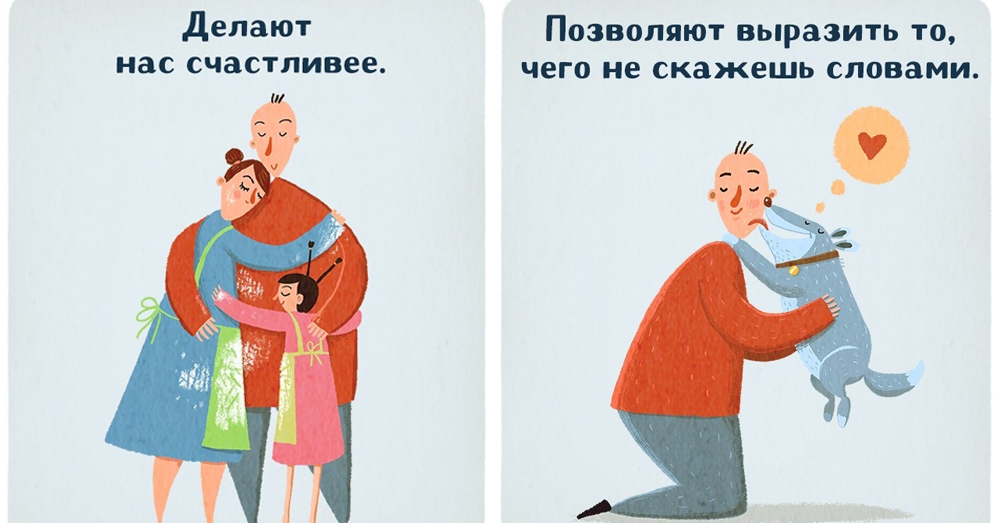 Делают
нас счастливее.
Позволяют выразить то,
чего не скажешь словами.